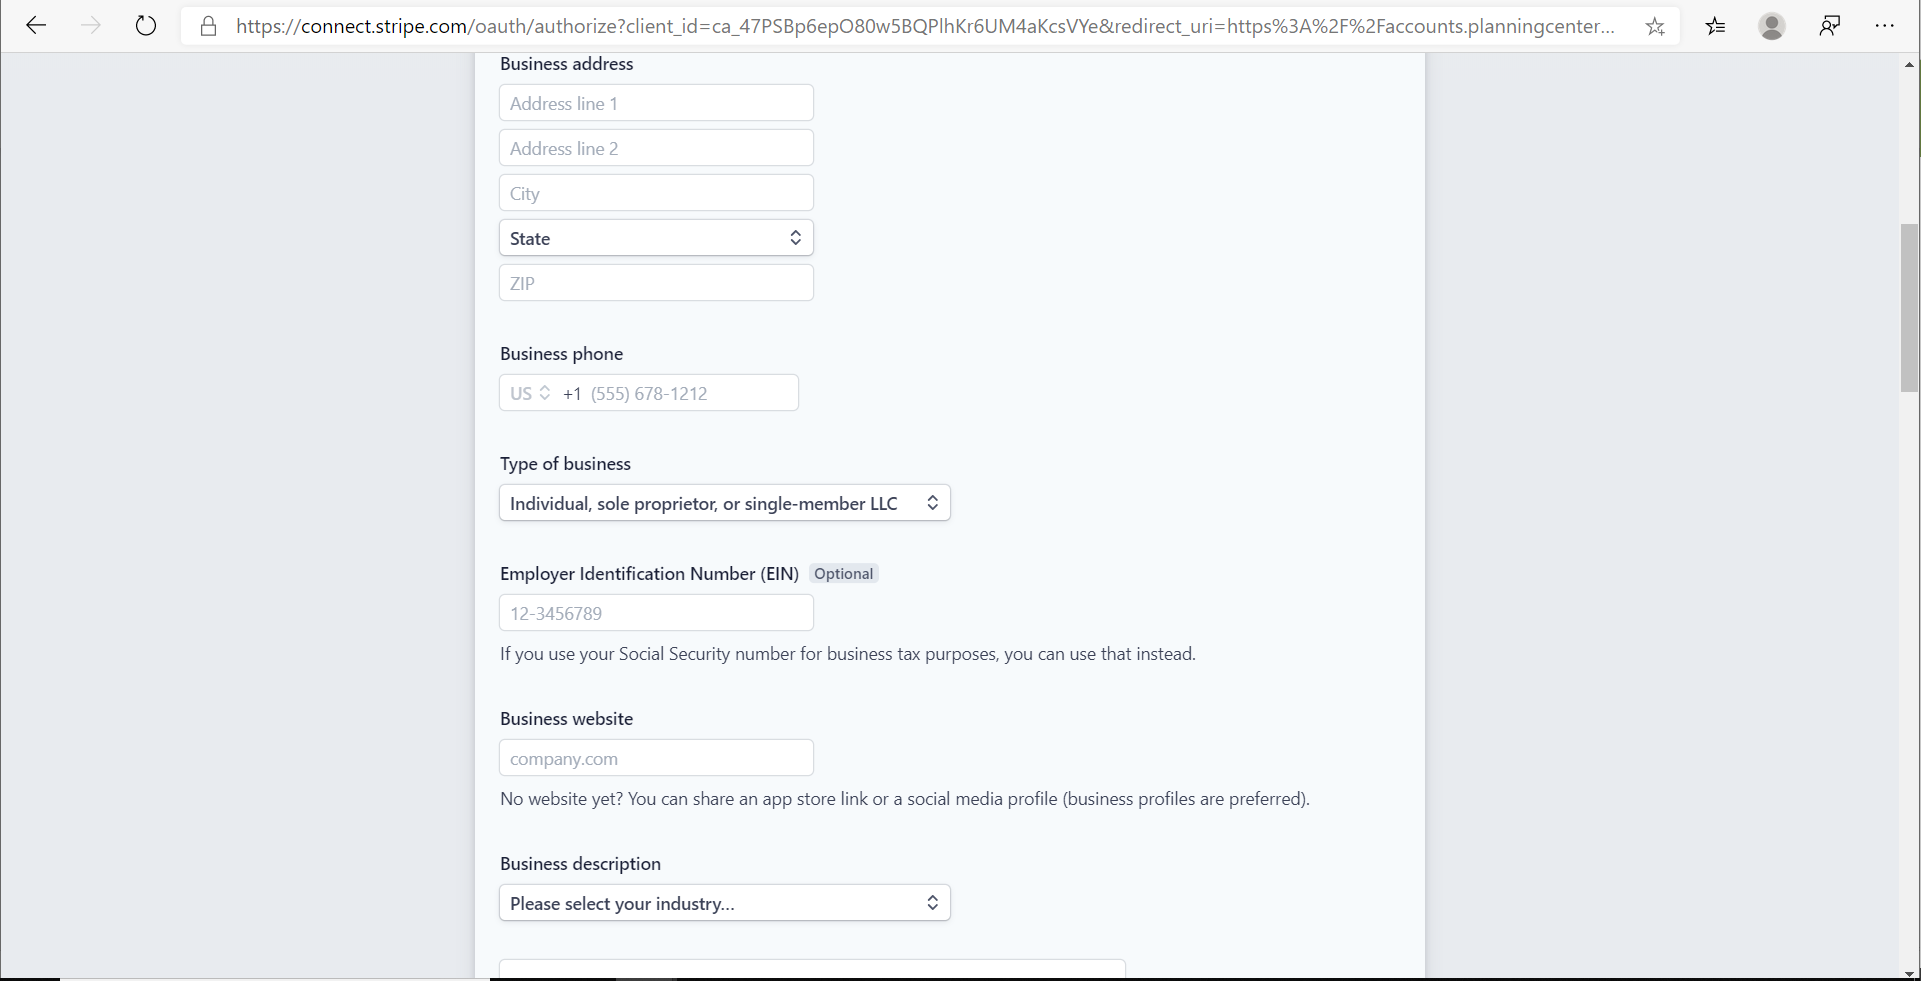 https://connect.stripe.com/oauth/authorize?client_id=ca_47PSBp6epO80w5BQPlhKr6UM4aKcsVYe&redirect_uri=https%3A%2F%2Faccounts.planningcenter...
Business address
Address line 1
Address line 2
City
State
ZIP
Business phone
US +1 (555) 678-1212
Type of business
Individual, sole proprietor, or single-member LLC
Employer Identification Number (EIN) Optional
12-3456789
If you use your Social Security number for business tax purposes, you can use that instead.
Business website
company.com
No website yet? You can share an app store link or a social media profile (business profiles are preferred).
Business description
Please select your industry...